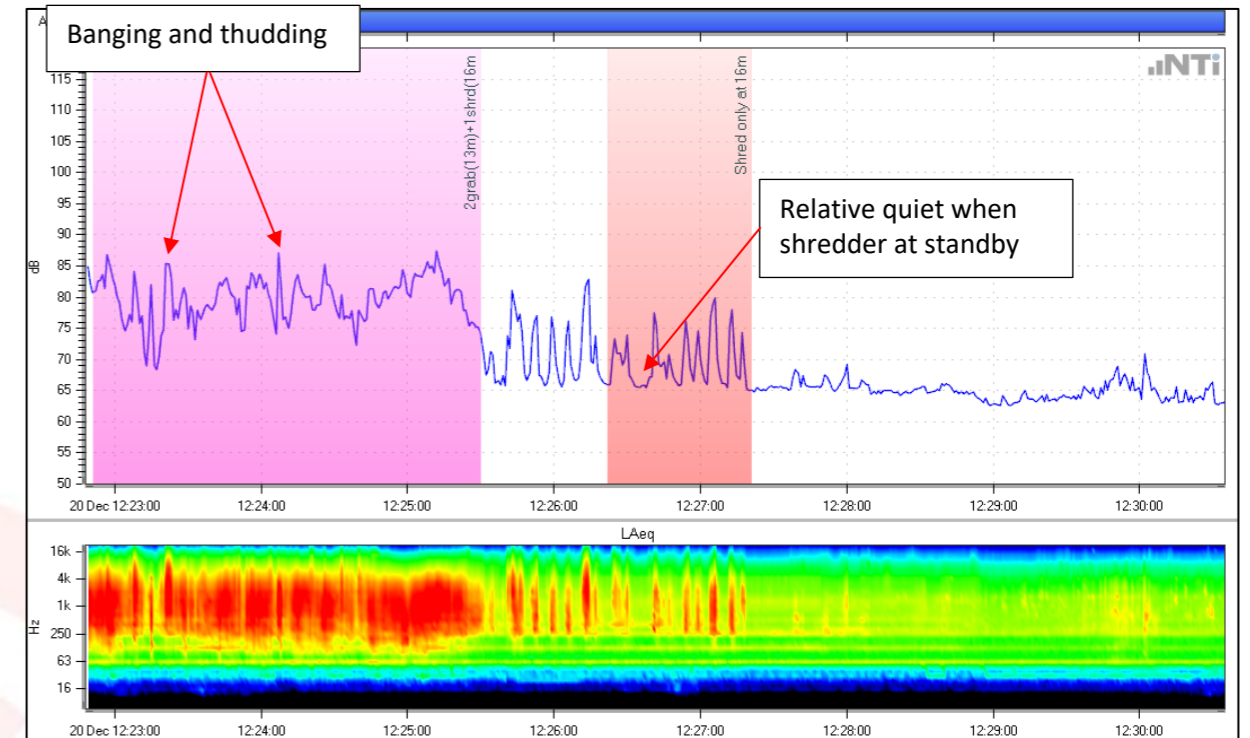 A
Banging and thudding
NTi
115
110
105
100
95
90
85
80
75
70
65
60
55
50
dB
2grab(13m)+1shrd(16m
Shred only at 16m
Relative quiet when
shredder at standby
20 Dec 12:23:00 12:24:00 12:25:00 12:26:00 12:27:00 12:28:00 12:29:00 12:30:00
LAeq
16k
4k
1k
250
63
16
Hz
20 Dec 12:23:00 12:24:00 12:25:00 12:26:00 12:27:00 12:28:00 12:29:00 12:30:00